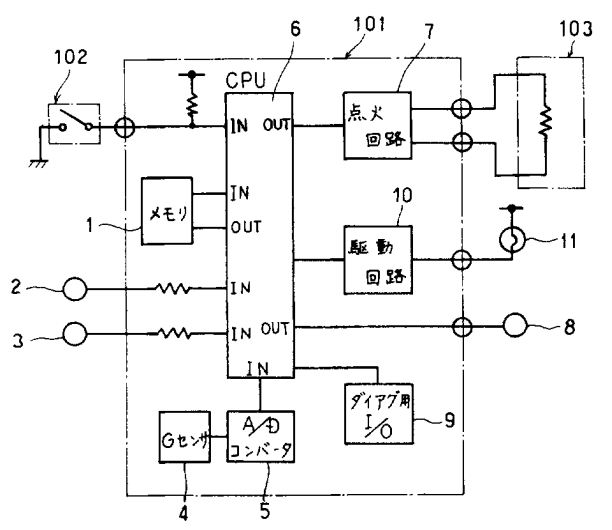 102
101
6
7
103
CPU
IN
OUT
点火
回路
メモリ
IN
OUT
1
10
駆動
回路
11
2
IN
3
IN
OUT
8
IN
Gセンサ
A/D
コンバータ
ダイアグ用
I/O
9
4
5